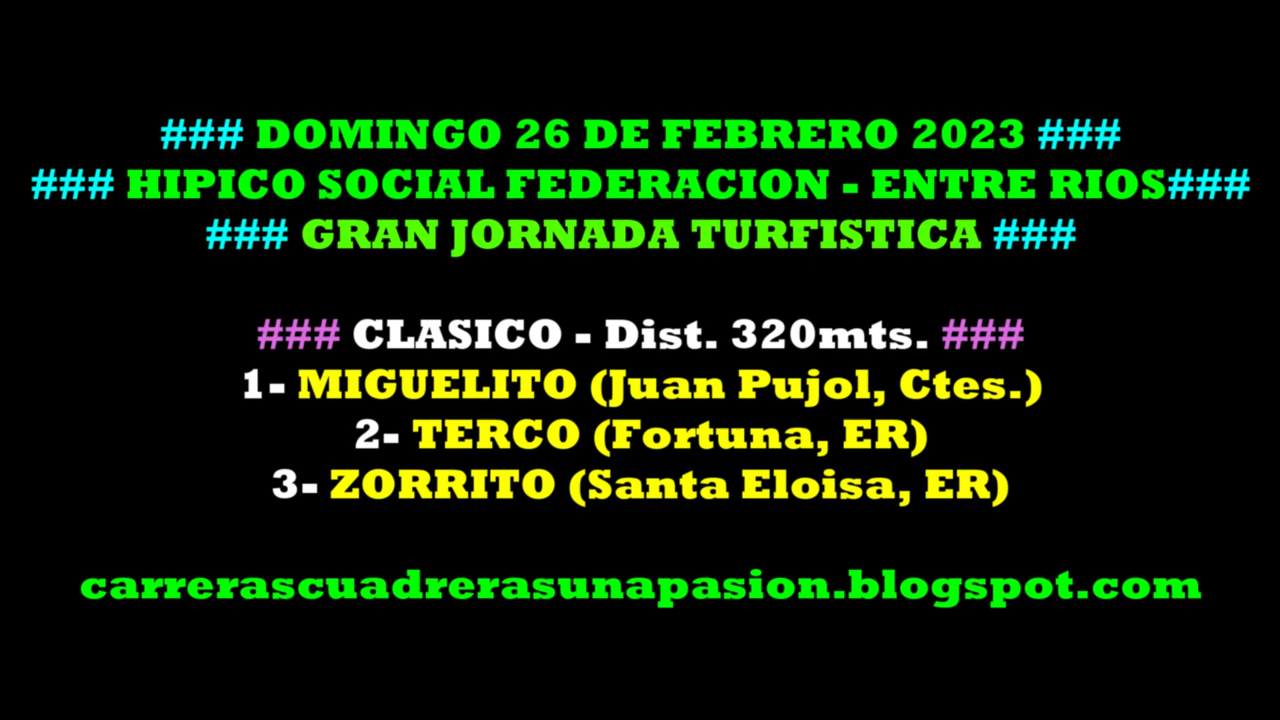 ### DOMINGO 26 DE FEBRERO 2023 ###
### HIPICO SOCIAL FEDERACION - ENTRE RIOS###
### GRAN JORNADA TURFISTICA ###
### CLASICO - Dist. 320mts. ###
1- MIGUELITO (Juan Pujol, Ctes.)
2- TERCO (Fortuna, ER)
3- ZORRITO (Santa Eloisa, ER)
carrerascuadrerasunapasion.blogspot.com